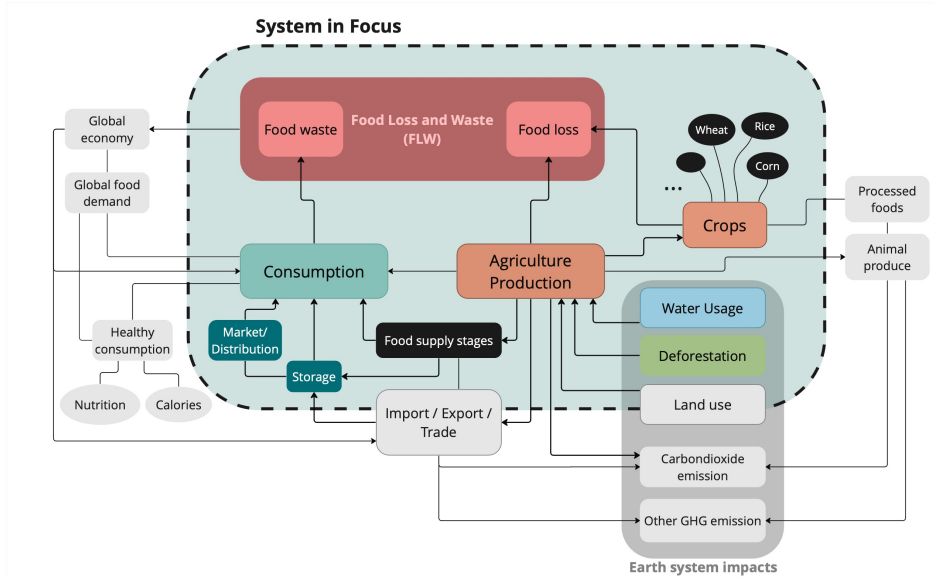 System in Focus
Food waste
Food Loss and Waste
(FLW)
Food loss
Global
economy
Global food
demand
Wheat
Rice
Corn
...
Crops
Processed
foods
Animal
produce
Consumption
Agriculture
Production
Water Usage
Healthy
consumption
Market/
Distribution
Food supply stages
Deforestation
Storage
Nutrition
Calories
Import / Export /
Trade
Land use
Carbondioxide
emission
Other GHG emission
Earth system impacts